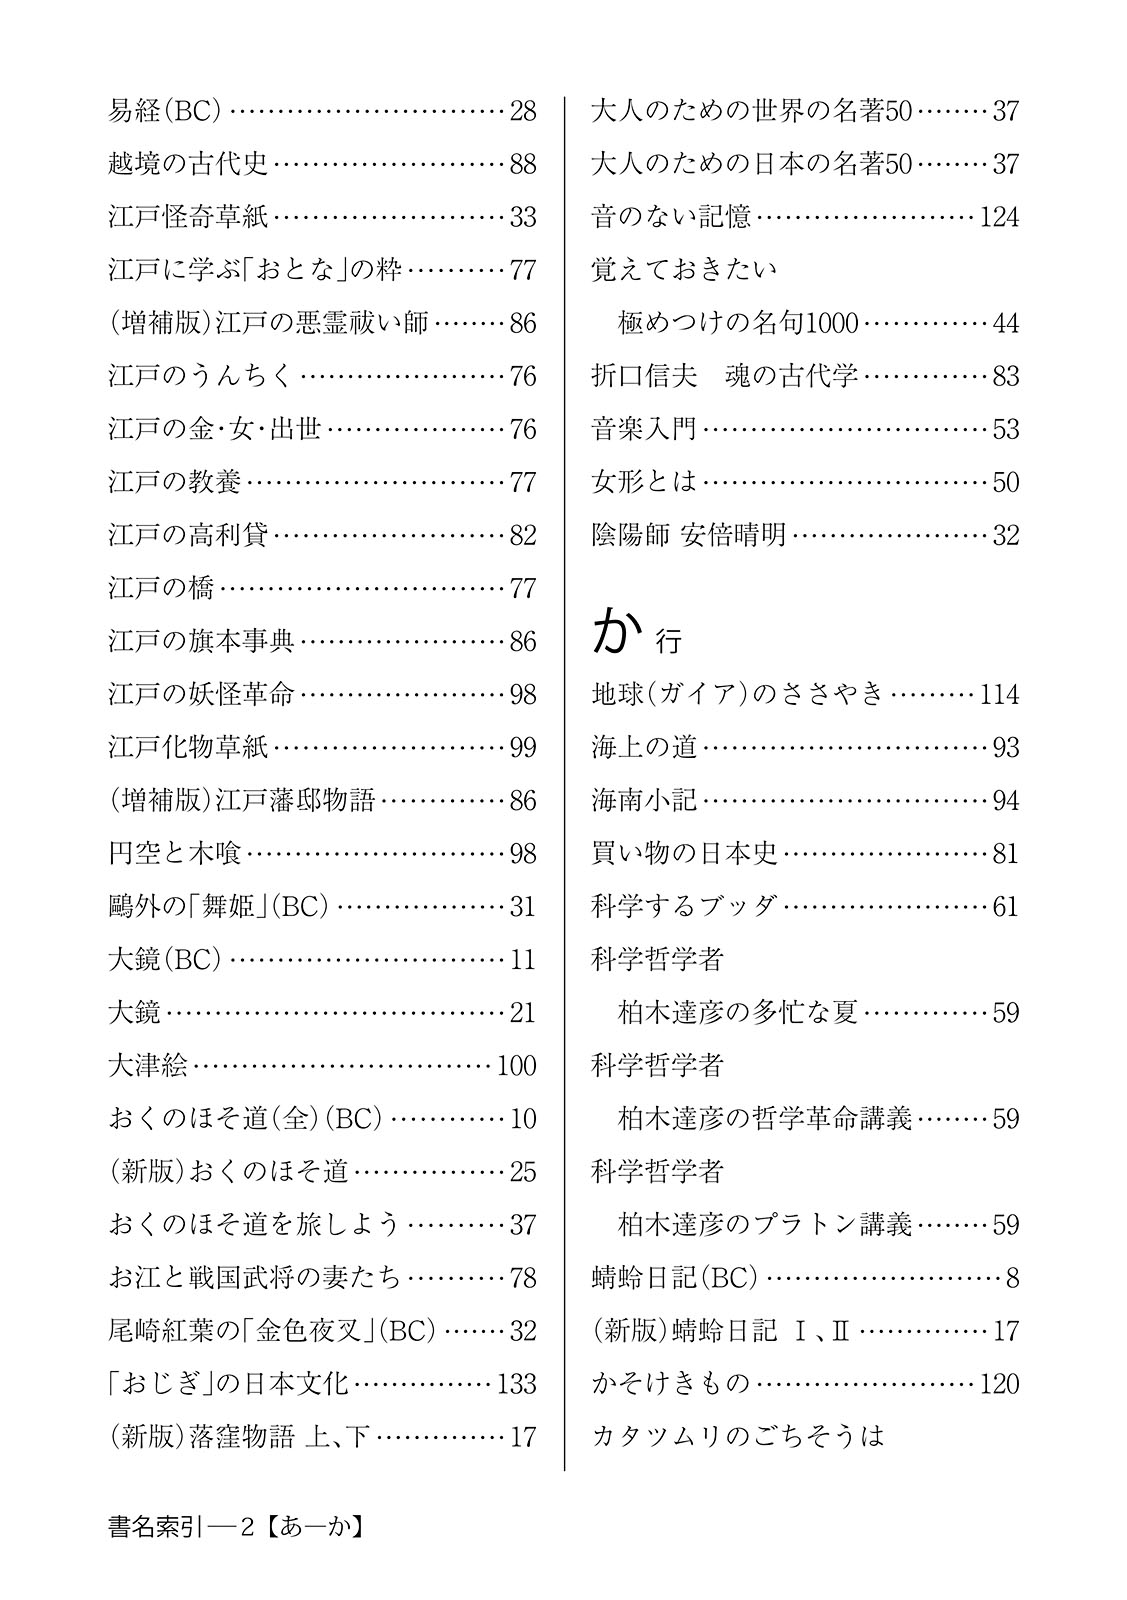 易経(BC)…………………………28
越境の古代史……………………88
江戸怪奇草紙……………………33
江戸に学ぶ「おとな」の粋…………77
(増補版)江戸の悪霊祓い師………86
江戸のうんちく…………………76
江戸の金・女・出世………………76
江戸の教養………………………77
江戸の高利貸……………………82
江戸の橋…………………………77
江戸の旗本事典…………………86
江戸の妖怪革命…………………98
江戸化物草紙……………………99
(増補版)江戸藩邸物語…………86
円空と木喰………………………98
鷗外の「舞姫」(BC)………………31
大鏡(BC)…………………………11
大鏡………………………………21
大津絵……………………………100
おくのほそ道(全)(BC)…………10
(新版)おくのほそ道……………25
おくのほそ道を旅しよう…………37
お江と戦国武将の妻たち…………78
尾崎紅葉の「金色夜叉」(BC)……32
「おじぎ」の日本文化……………133
(新版)落窪物語 上、下……………17
大人のための世界の名著50………37
大人のための日本の名著50………37
音のない記憶……………………124
覚えておきたい
　極めつけの名句1000……………44
折口信夫　魂の古代学……………83
音楽入門…………………………53
女形とは…………………………50
陰陽師 安倍晴明…………………32
か 行
地球(ガイア)のささやき………114
海上の道…………………………93
海南小記…………………………94
買い物の日本史…………………81
科学するブッダ…………………61
科学哲学者
　柏木達彦の多忙な夏……………59
科学哲学者
　柏木達彦の哲学革命講義………59
科学哲学者
　柏木達彦のプラトン講義………59
蜻蛉日記(BC)……………………8
(新版)蜻蛉日記 Ⅰ、Ⅱ……………17
かそけきもの……………………120
カタツムリのごちそうは
書名索引―2【あ―か】